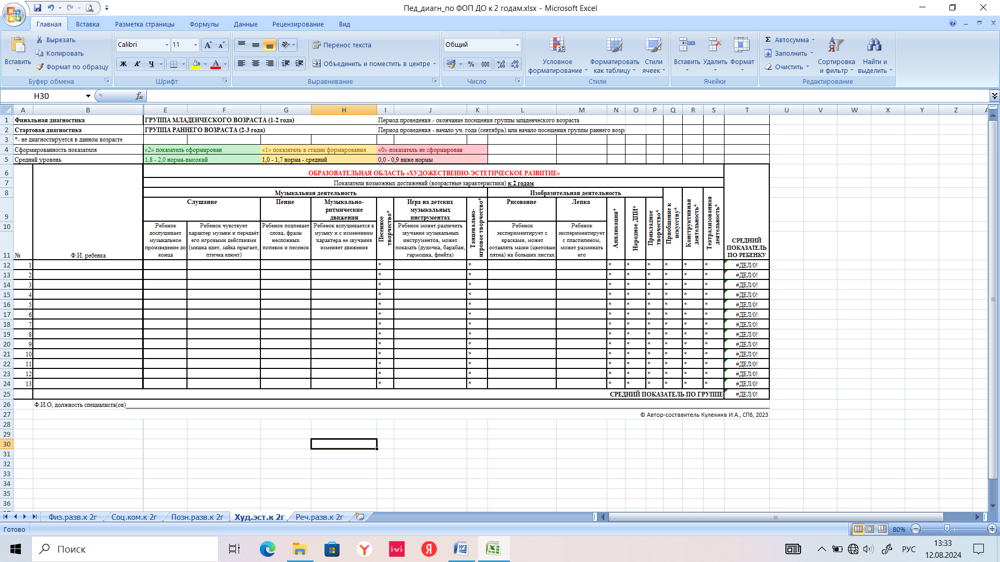 Пед_диагн_по ФОП ДО к 2 годам.xlsx - Microsoft Excel
Главная Вставка Разметка страницы Формулы Данные Рецензирование Вид
Вставить
Вырезать
Копировать
Формат по образцу
Буфер обмена
Calibri 11
Ж К Ч
Шрифт
Перенос текста
Объединить и поместить в центре
Выравнивание
Общий
% 000
Число
Условное форматирование
Форматировать как таблицу
Стили ячеек
Стили
Вставить Удалить Формат
Ячейки
Σ Автосумма
Заполнить
Очистить
Сортировка и фильтр
Найти и выделить
Редактирование
H30 fx
A B E F G H I J K L M N O P Q R S T U V W X Y Z
1 Финальная диагностика ГРУППА МЛАДЕНЧЕСКОГО ВОЗРАСТА (1-2 года) Период проведения - окончание посещения группы младенческого возраста
2 Стартовая диагностика ГРУППА РАННЕГО ВОЗРАСТА (2-3 года) Период проведения - начало уч. года (сентябрь) или начало посещения группы раннего возр
3 *- не диагностируется в данном возрасте
4 Сформированность показателя «2» показатель сформирован «1» показатель в стадии формирования «0» показатель не сформирован
5 Средний уровень 1,8 - 2,0 норма-высокий 1,0 - 1,7 норма - средний 0,0 - 0,9 ниже нормы
6 ОБРАЗОВАТЕЛЬНАЯ ОБЛАСТЬ «ХУДОЖЕСТВЕННО-ЭСТЕТИЧЕСКОЕ РАЗВИТИЕ»
7 Показатели возможных достижений (возрастные характеристики) к 2 годам
8 Музыкальная деятельность Изобразительная деятельность
9 Слушание Пение Музыкально-ритмические движения Песенное творчество* Игра на детских музыкальных инструментах Танцевально-игровое творчество* Рисование Лепка Аппликация* Народное ДПИ* Прикладное творчество* Приобщение к искусству* Конструктивная деятельность* Театрализованная деятельность*
10
11 № Ф.И. ребенка
Ребенок дослушивает музыкальное произведение до конца
Ребенок чувствует характер музыки и передаёт его игровыми действиями (мишка идет, зайка прыгает, птичка клюет)
Ребенок подпевает слова, фразы несложных попевок и песенок
Ребенок вслушивается в музыку и с изменением характера ее звучания изменяет движения
Ребенок может различить звучание музыкальных инструментов, может показать (дудочка, барабан, гармошка, флейта)
Ребенок экспериментирует с красками, может оставлять мазки (цветовые пятна) на больших листах
Ребенок экспериментирует с пластилином, может разминать его
СРЕДНИЙ ПОКАЗАТЕЛЬ ПО РЕБЕНКУ
12 1 * * * * * * * * #ДЕЛ/0!
13 2 * * * * * * * * #ДЕЛ/0!
14 3 * * * * * * * * #ДЕЛ/0!
15 4 * * * * * * * * #ДЕЛ/0!
16 5 * * * * * * * * #ДЕЛ/0!
17 6 * * * * * * * * #ДЕЛ/0!
18 7 * * * * * * * * #ДЕЛ/0!
19 8 * * * * * * * * #ДЕЛ/0!
20 9 * * * * * * * * #ДЕЛ/0!
21 10 * * * * * * * * #ДЕЛ/0!
22 11 * * * * * * * * #ДЕЛ/0!
23 12 * * * * * * * * #ДЕЛ/0!
24 13 * * * * * * * * #ДЕЛ/0!
25 СРЕДНИЙ ПОКАЗАТЕЛЬ ПО ГРУППЕ #ДЕЛ/0!
26 Ф.И.О, должность специалиста(ов)
27 © Автор-составитель Кулекина И.А., СПб, 2023
28
29
30
31
32
33
34
35
36
Физ.разв.к 2г Соц.ком.к 2г Позн.разв.к 2г Худ.эст.к 2г Реч.разв.к 2г
Готово 80%
Поиск
ivi
Я
РУС
13:33
12.08.2024